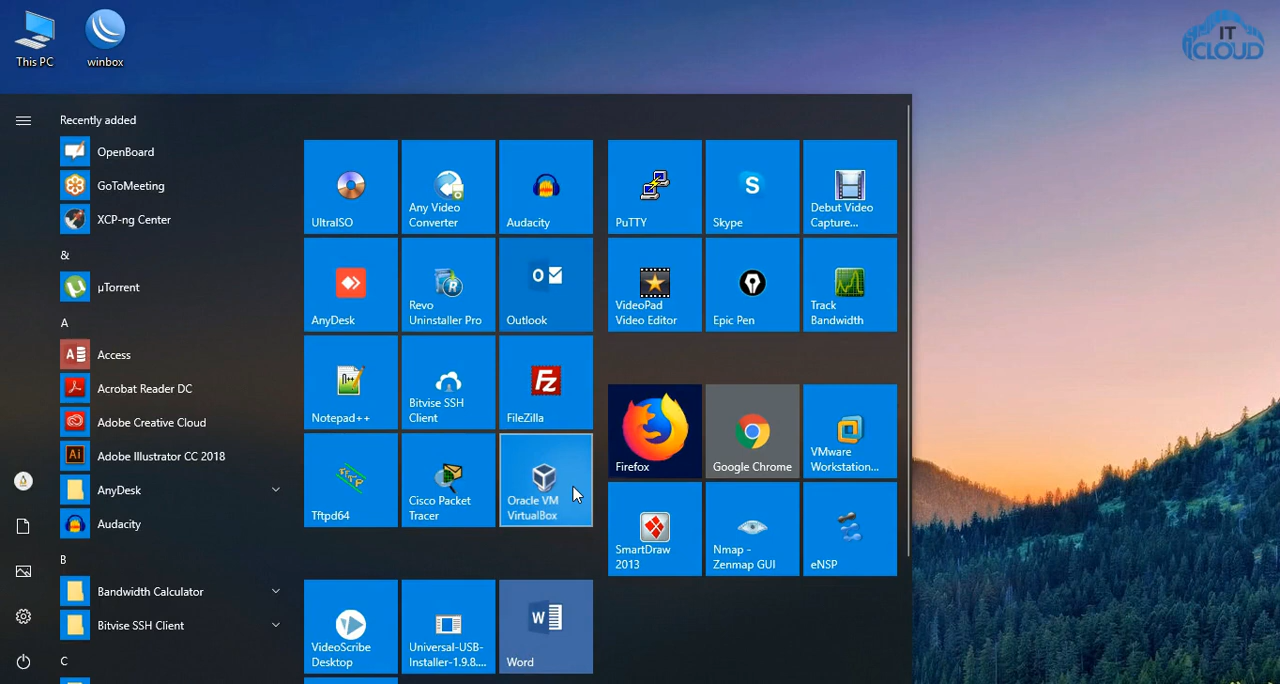 This PC
winbox
IT
CLOUD
Recently added
OpenBoard
GoToMeeting
XCP-ng Center
&
µTorrent
A
Access
Acrobat Reader DC
Adobe Creative Cloud
Adobe Illustrator CC 2018
AnyDesk
Audacity
B
Bandwidth Calculator
Bitvise SSH Client
C
UltraISO
Any Video
Converter
Audacity
AnyDesk
Revo
Uninstaller Pro
Outlook
Notepad++
Bitvise SSH
Client
FileZilla
Tftpd64
Cisco Packet
Tracer
Oracle VM
VirtualBox
VideoScribe
Desktop
Universal-USB-
Installer-1.9.8....
Word
PuTTY
Skype
Debut Video
Capture...
VideoPad
Video Editor
Epic Pen
Track
Bandwidth
Firefox
Google Chrome
VMware
Workstation...
SmartDraw
2013
Nmap -
Zenmap GUI
eNSP